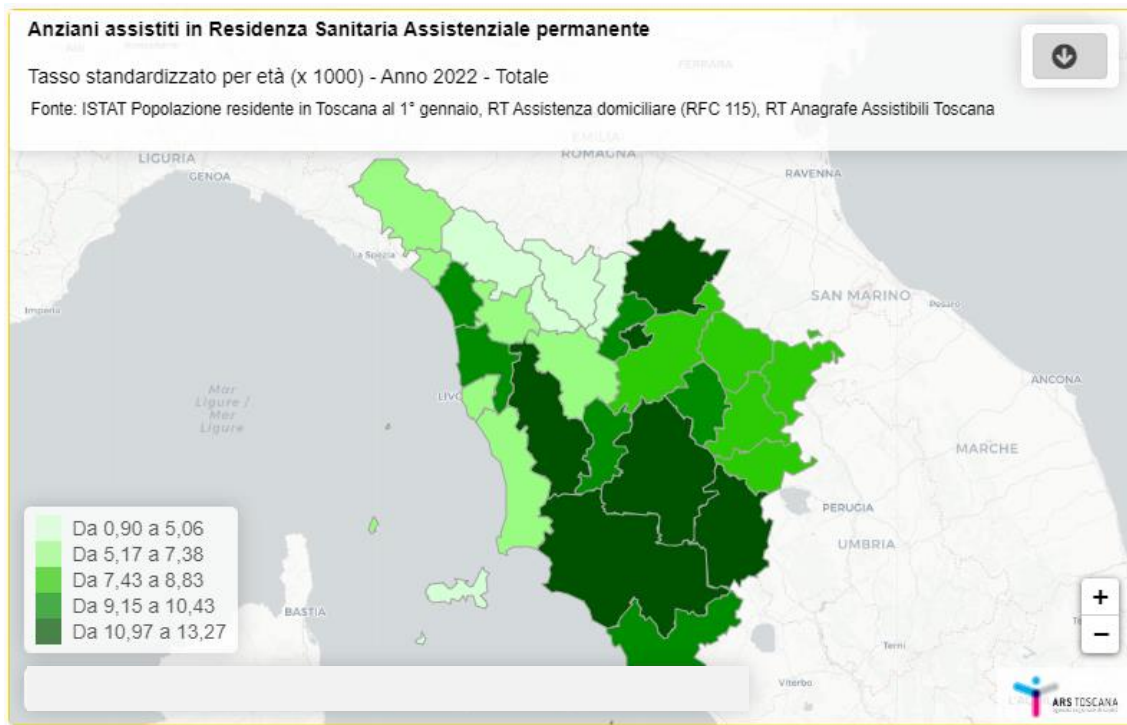 Anziani assistiti in Residenza Sanitaria Assistenziale permanente
Tasso standardizzato per età (x 1000) - Anno 2022 - Totale
Fonte: ISTAT Popolazione residente in Toscana al 1° gennaio, RT Assistenza domiciliare (RFC 115), RT Anagrafe Assistibili Toscana
FERRARA
EMILIA
ROMAGNA
LIGURIA
GENOA
RAVENNA
La Spezia
SAN MARINO
Pesaro
Imperia
ANCONA
Mar
Ligure /
Mer
Ligure
LIVO
MARCHE
PERUGIA
UMBRIA
Da 0,90 a 5,06
Da 5,17 a 7,38
Da 7,43 a 8,83
Da 9,15 a 10,43
Da 10,97 a 13,27
BASTIA
+
−
Terni
Viterbo
ARS TOSCANA